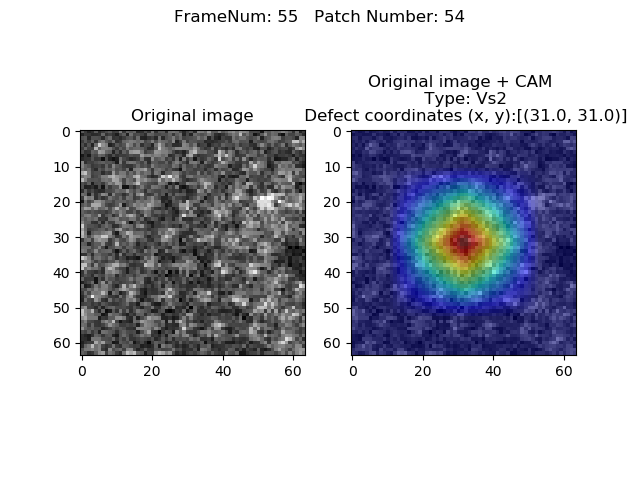 FrameNum: 55   Patch Number: 54
Original image
0
10
20
30
40
50
60
0 20 40 60
Original image + CAM
Type: Vs2
Defect coordinates (x, y):[(31.0, 31.0)]
0
10
20
30
40
50
60
0 20 40 60